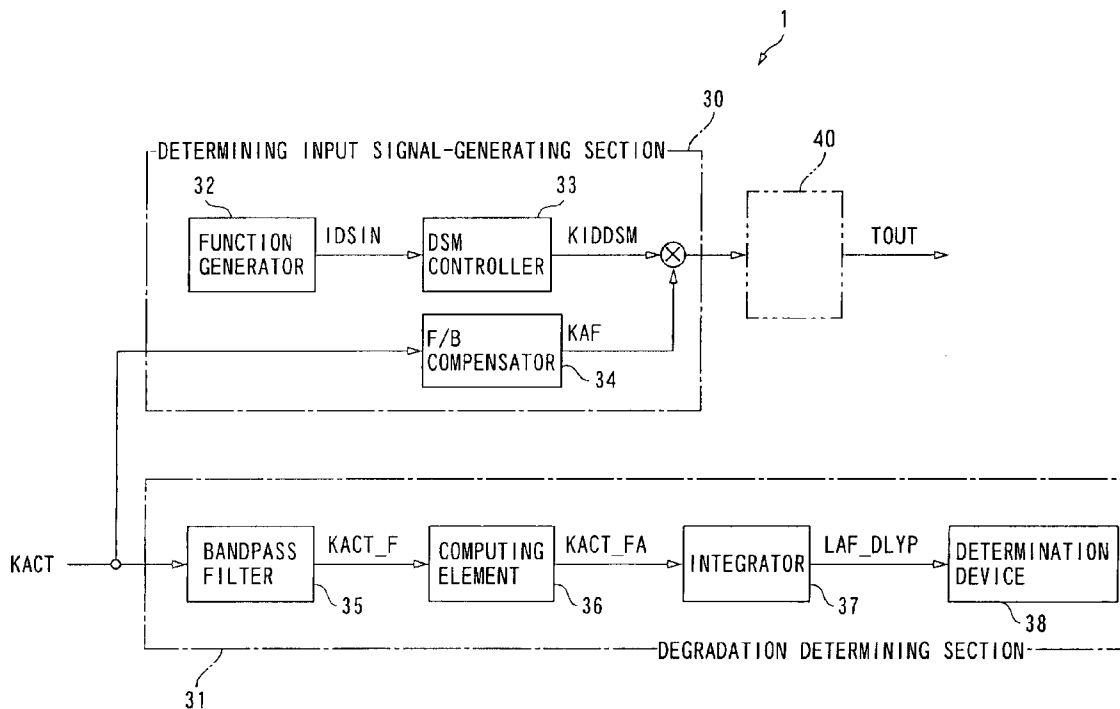 1
30
DETERMINING INPUT SIGNAL-GENERATING SECTION
40
32
33
FUNCTION
GENERATOR
IDSIN
DSM
CONTROLLER
KIDDSM
TOUT
F/B
COMPENSATOR
KAF
34
KACT
BANDPASS
FILTER
35
KACT_F
COMPUTING
ELEMENT
36
KACT_FA
INTEGRATOR
37
LAF_DLYP
DETERMINATION
DEVICE
38
DEGRADATION DETERMINING SECTION
31